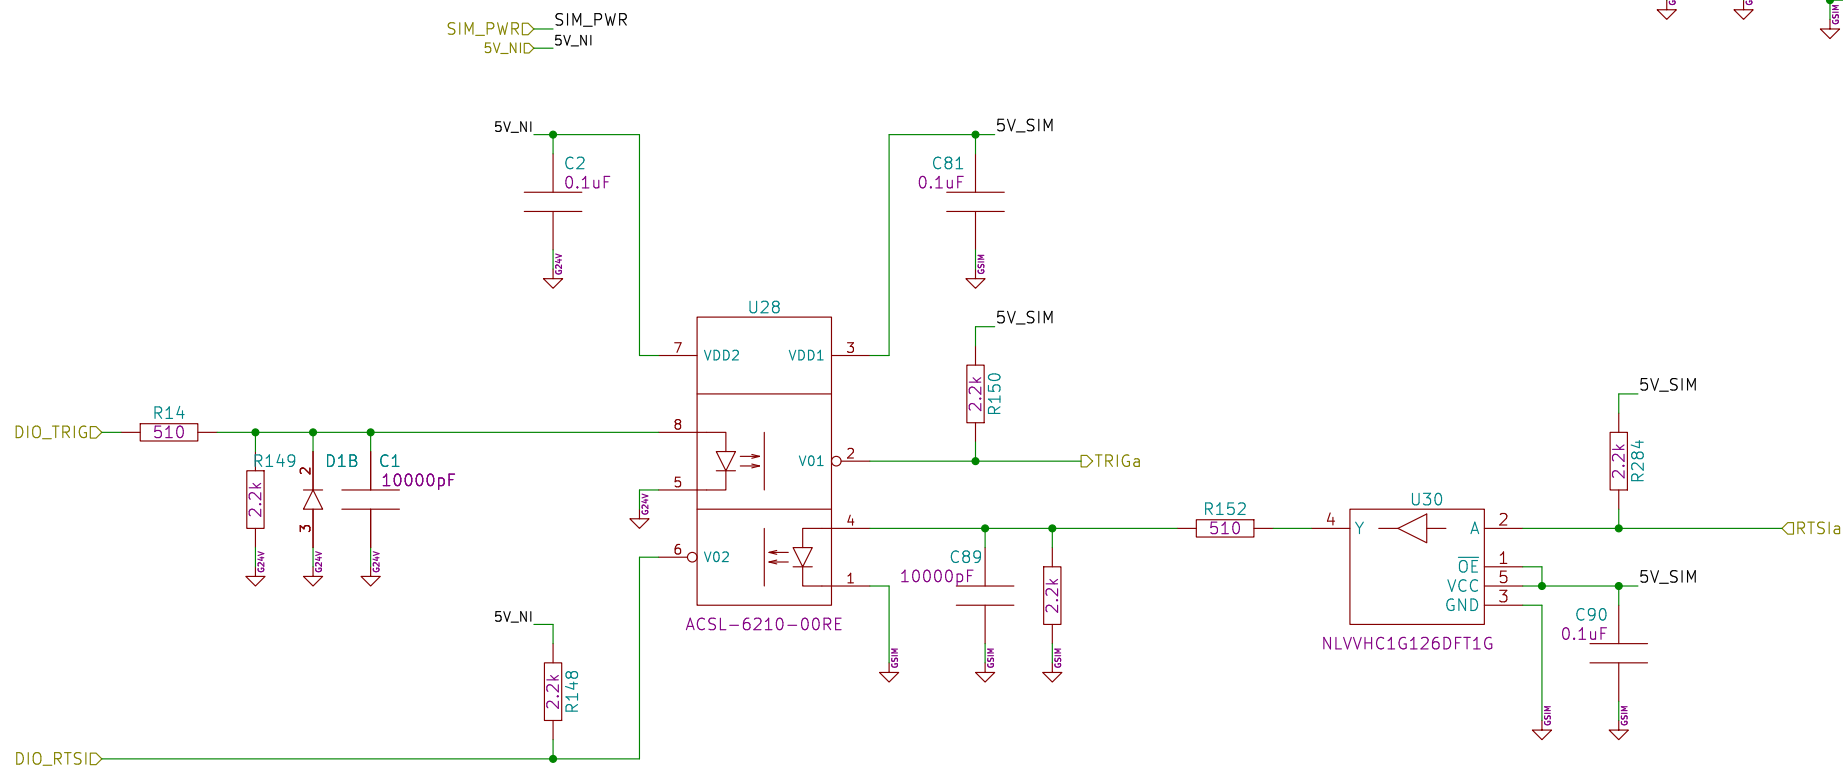 SIM_PWR SIM_PWR
5V_NI 5V_NI
GSIM
5V_NI
5V_SIM
C2
0.1uF
C81
0.1uF
G24V
GSIM
U28
5V_SIM
7 VDD2 VDD1 3
2.2k R150
5V_SIM
DIO_TRIG R14
510
8
R149 D1B C1
10000pF
2
2.2k
3
V01 2 TRIGa
5
G24V
2.2k R284
U30
R152
510
4
4 Y A 2 RTSIa
G24V G24V G24V
6 V02
C89
10000pF
2.2k
1
OE 1
VCC 5 5V_SIM
GND 3
C90
0.1uF
ACSL-6210-00RE
NLVVHC1G126DFT1G
5V_NI
GSIM GSIM GSIM
2.2k R148
GSIM GSIM
DIO_RTSI